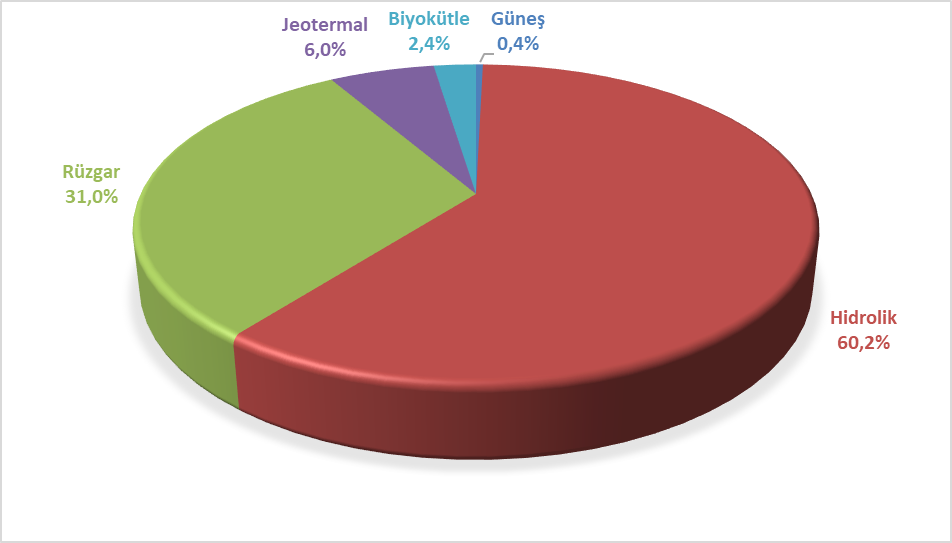 Jeotermal
6,0%
Biyokütle
2,4%
Güneş
0,4%
Rüzgar
31,0%
Hidrolik
60,2%